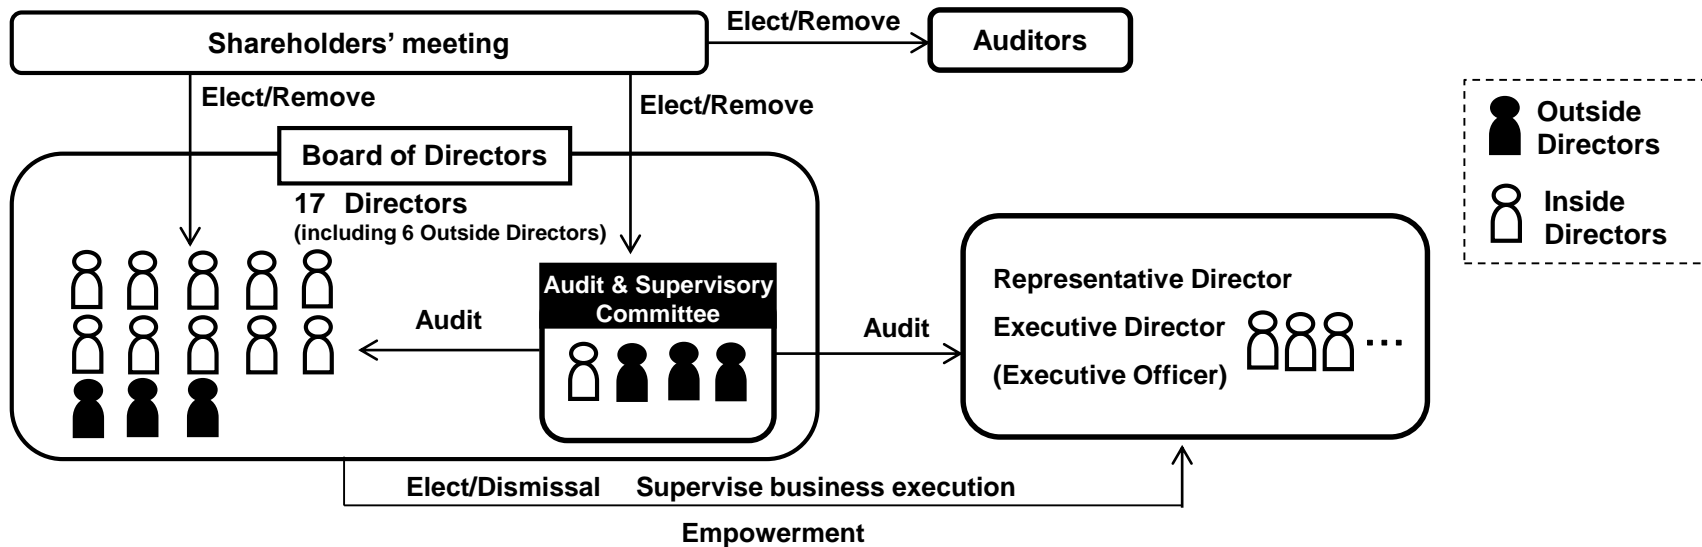 Shareholders’ meeting
Elect/Remove
Auditors
Elect/Remove
Elect/Remove
Outside
Directors
Inside
Directors
Board of Directors
17 Directors
(including 6 Outside Directors)
Audit & Supervisory
Committee
Audit
Audit
Representative Director
Executive Director
(Executive Officer)
...
Elect/Dismissal Supervise business execution
Empowerment